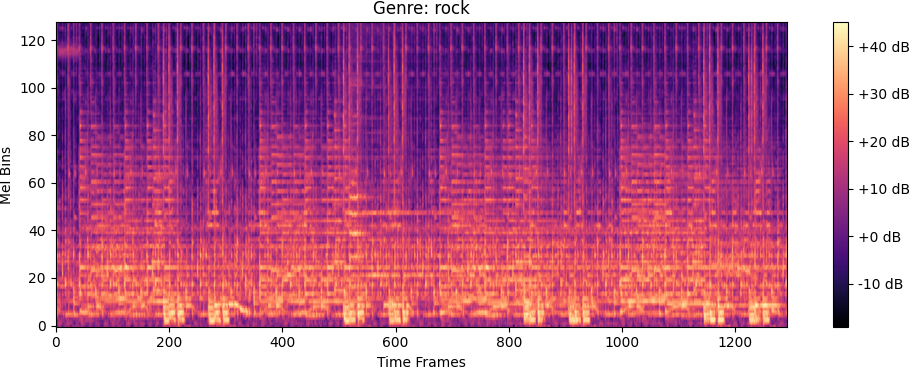 Genre: rock
120
100
80
60
40
20
0
Mel Bins
0 200 400 600 800 1000 1200
Time Frames
+40 dB
+30 dB
+20 dB
+10 dB
+0 dB
-10 dB